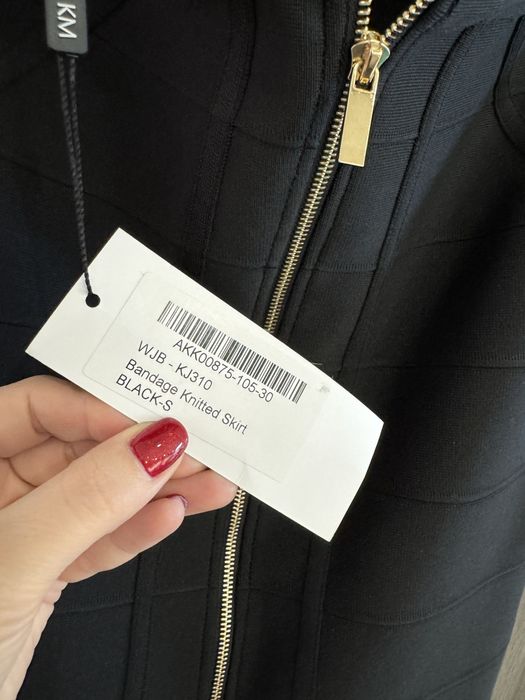 KM
AKK00875-105-30
WJB - KJ310
Bandage Knitted Skirt
BLACK-S